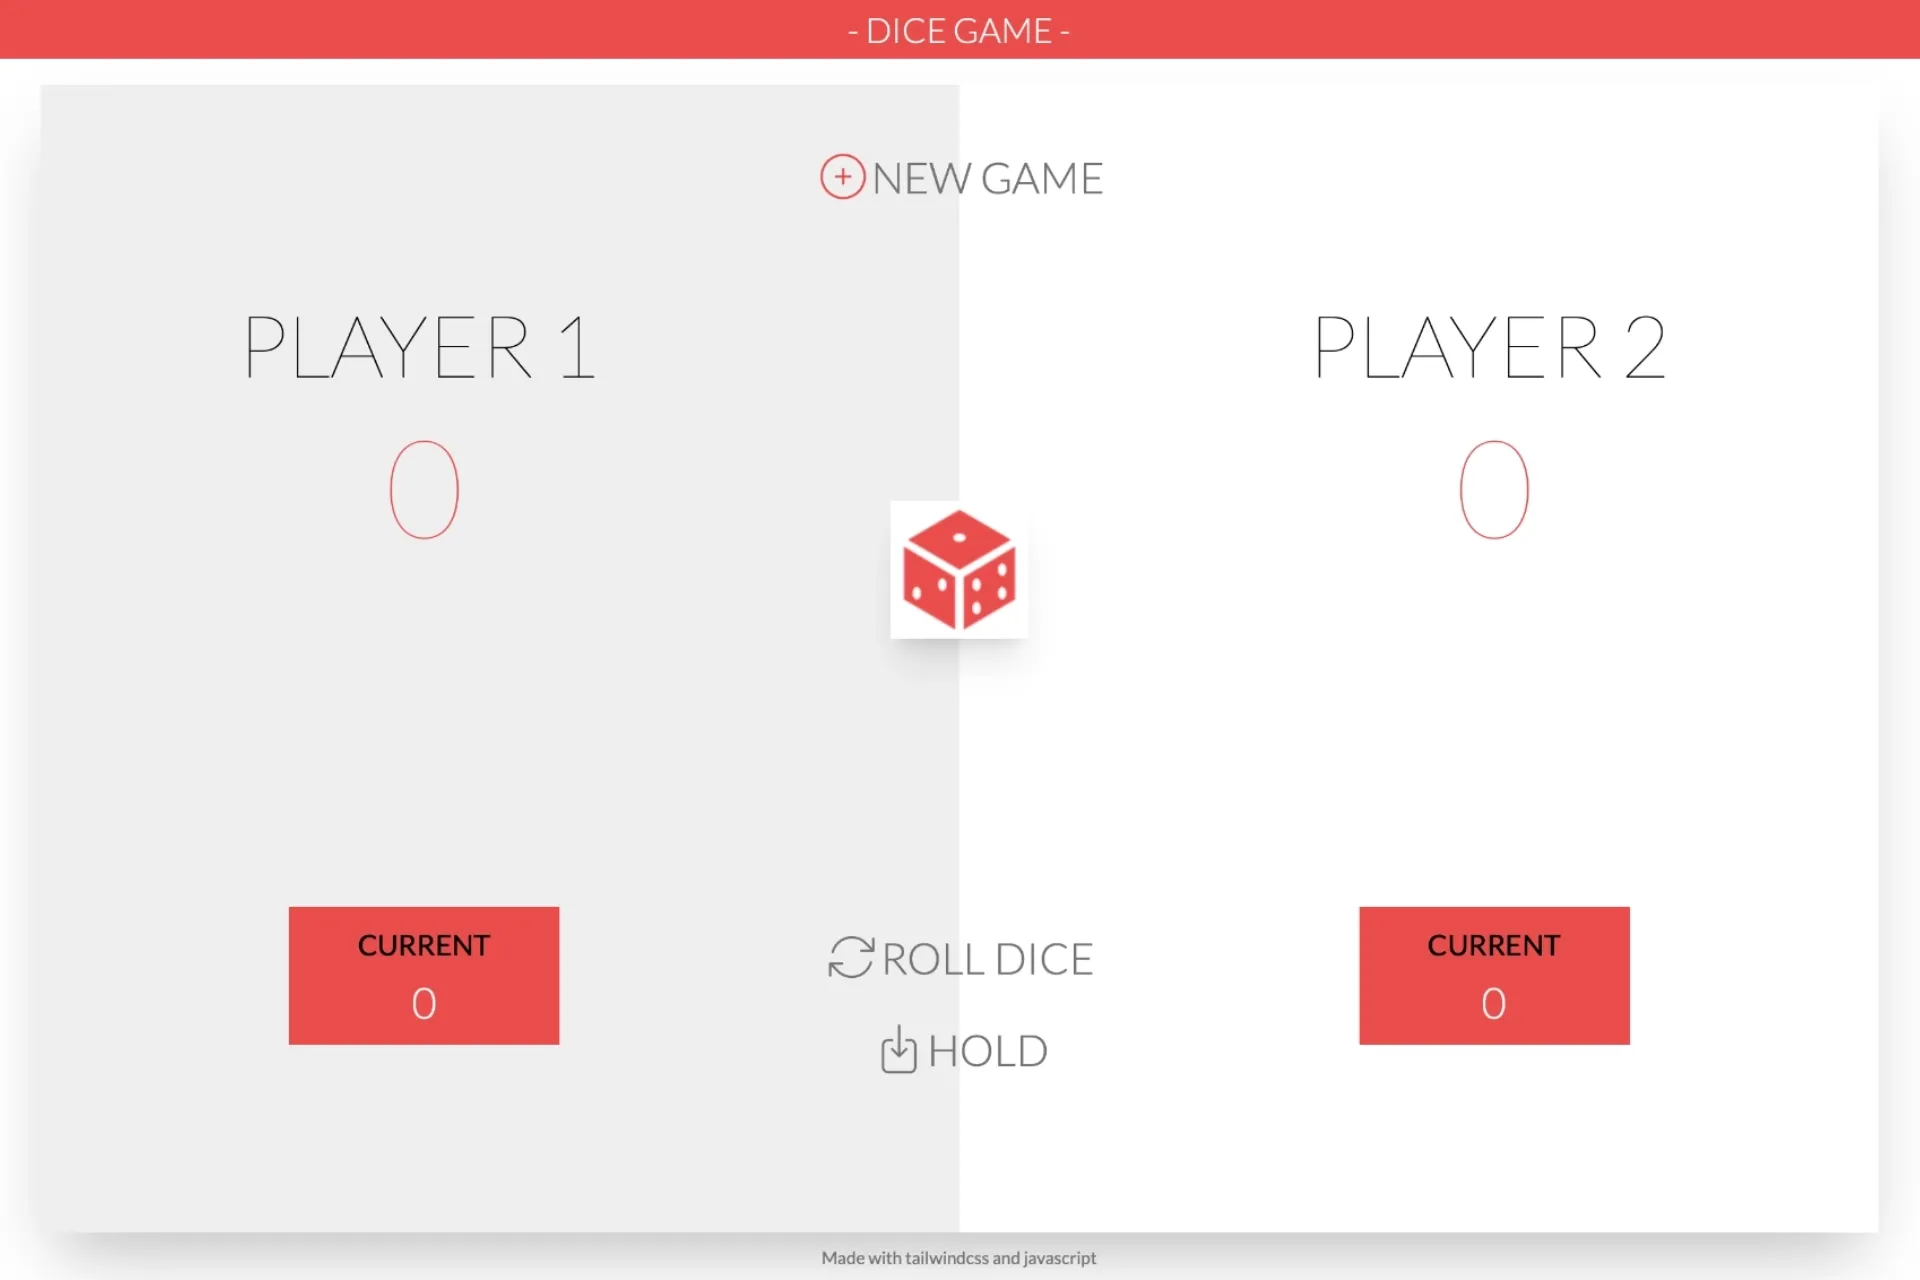 - DICE GAME -
NEW GAME
PLAYER 1
0
PLAYER 2
0
CURRENT
0
ROLL DICE
HOLD
CURRENT
0
Made with tailwindcss and javascript